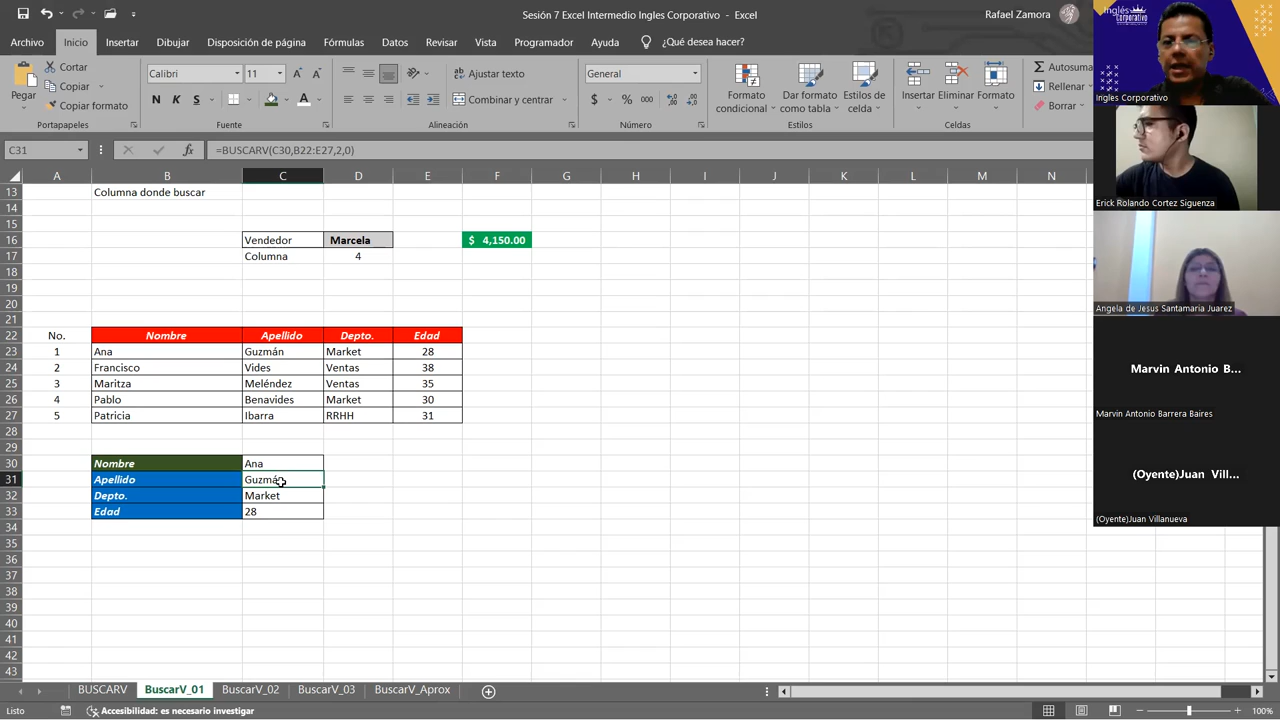 Sesión 7 Excel Intermedio Ingles Corporativo - Excel
Rafael Zamora
Archivo Inicio Insertar Dibujar Disposición de página Fórmulas Datos Revisar Vista Programador Ayuda ¿Qué desea hacer?
Pegar
Cortar
Copiar
Copiar formato
Portapapeles
Calibri 11
N K S
Fuente
Ajustar texto
Combinar y centrar
Alineación
General
$ % 000
Número
Formato condicional
Dar formato como tabla
Estilos de celda
Estilos
Insertar Eliminar Formato
Celdas
Autosuma
Rellenar
Borrar
C31 fx =BUSCARV(C30,B22:E27,2,0)
A B C D E F G H I J K L M N
13 Columna donde buscar
14
15
16 Vendedor Marcela $ 4,150.00
17 Columna 4
18
19
20
21
22 No. Nombre Apellido Depto. Edad
23 1 Ana Guzmán Market 28
24 2 Francisco Vides Ventas 38
25 3 Maritza Meléndez Ventas 35
26 4 Pablo Benavides Market 30
27 5 Patricia Ibarra RRHH 31
28
29
30 Nombre Ana
31 Apellido Guzmán
32 Depto. Market
33 Edad 28
34
35
36
37
38
39
40
41
42
43
BUSCARV BuscarV_01 BuscarV_02 BuscarV_03 BuscarV_Aprox
Listo Accesibilidad: es necesario investigar 100%
Inglés
Corporativo
Ingles Corporativo
Erick Rolando Cortez Siguenza
Angela de Jesus Santamaria Juarez
Marvin Antonio B...
Marvin Antonio Barrera Baires
(Oyente)Juan Vill...
(Oyente)Juan Villanueva